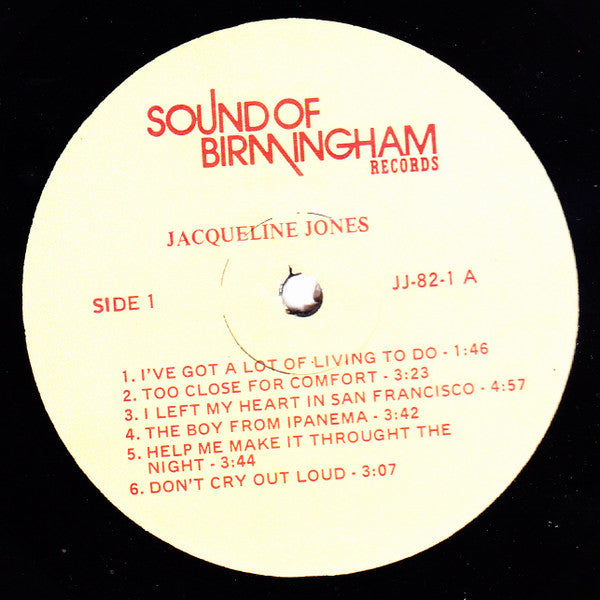 SOUND OF
BIRMINGHAM
RECORDS
JACQUELINE JONES
SIDE 1
JJ-82-1 A
1. I'VE GOT A LOT OF LIVING TO DO - 1:46
2. TOO CLOSE FOR COMFORT - 3:23
3. I LEFT MY HEART IN SAN FRANCISCO - 4:57
4. THE BOY FROM IPANEMA - 3:42
5. HELP ME MAKE IT THROUGHT THE
NIGHT - 3:44
6. DON'T CRY OUT LOUD - 3:07